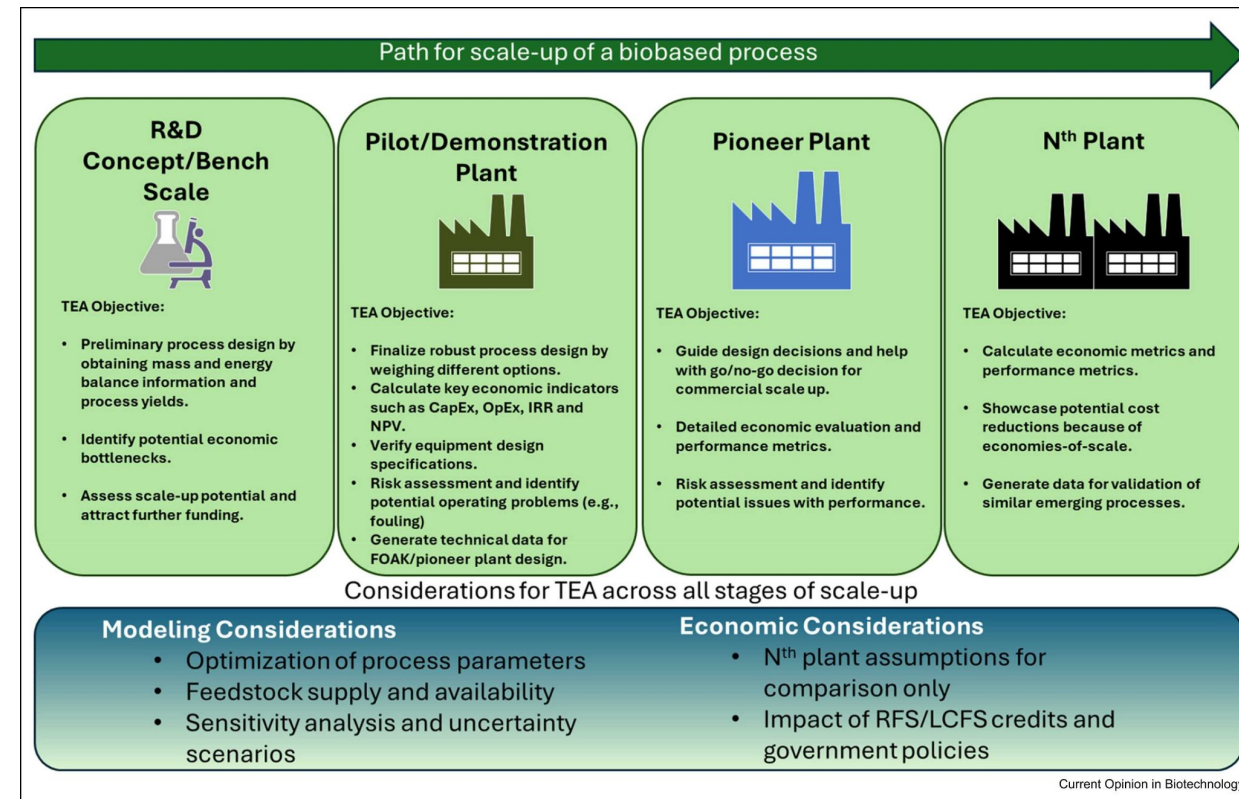 Path for scale-up of a biobased process
R&D
Concept/Bench
Scale
TEA Objective:
• Preliminary process design by
obtaining mass and energy
balance information and
process yields.
• Identify potential economic
bottlenecks.
• Assess scale-up potential and
attract further funding.
Pilot/Demonstration
Plant
TEA Objective:
• Finalize robust process design by
weighing different options.
• Calculate key economic indicators
such as CapEx, OpEx, IRR and
NPV.
• Verify equipment design
specifications.
• Risk assessment and identify
potential operating problems (e.g.,
fouling)
• Generate technical data for
FOAK/pioneer plant design.
Pioneer Plant
TEA Objective:
• Guide design decisions and help
with go/no-go decision for
commercial scale up.
• Detailed economic evaluation and
performance metrics.
• Risk assessment and identify
potential issues with performance.
Nth Plant
TEA Objective:
• Calculate economic metrics and
performance metrics.
• Showcase potential cost
reductions because of
economies-of-scale.
• Generate data for validation of
similar emerging processes.
Considerations for TEA across all stages of scale-up
Modeling Considerations
• Optimization of process parameters
• Feedstock supply and availability
• Sensitivity analysis and uncertainty
scenarios
Economic Considerations
• Nth plant assumptions for
comparison only
• Impact of RFS/LCFS credits and
government policies
Current Opinion in Biotechnology